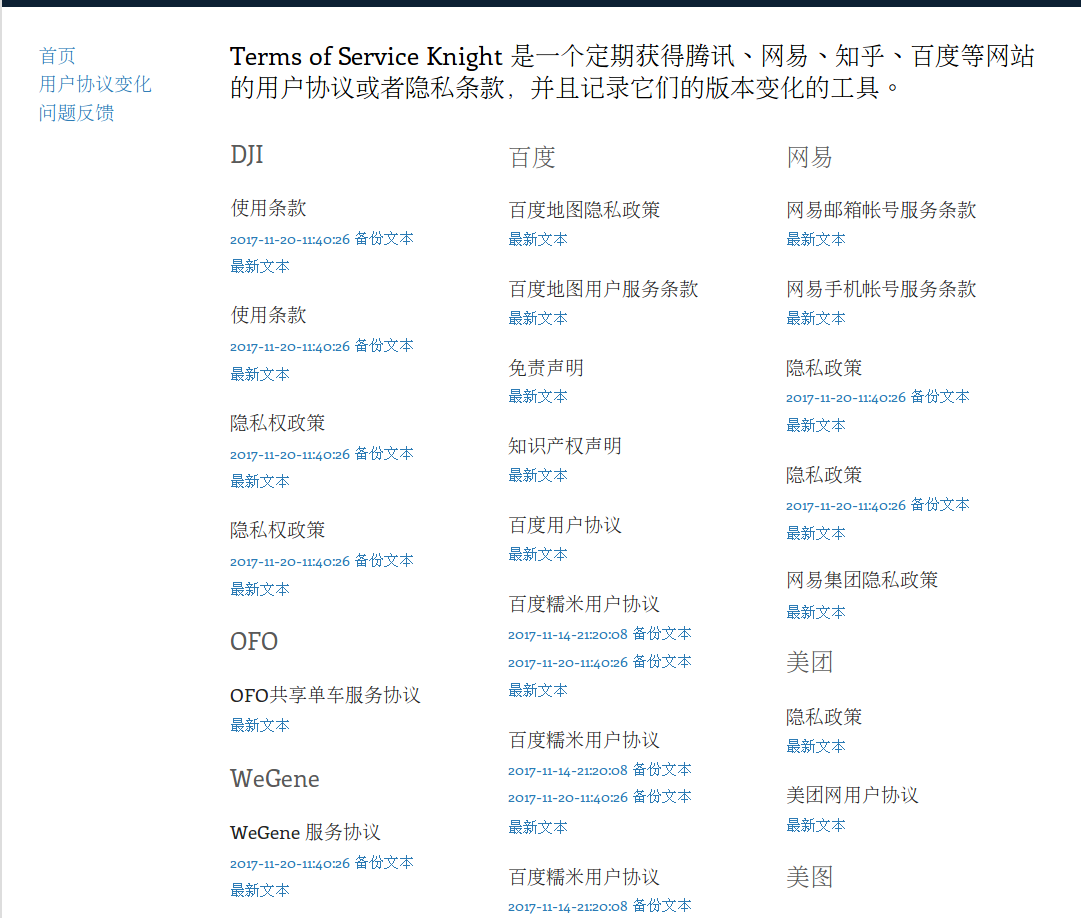 首页
用户协议变化
问题反馈
Terms of Service Knight 是一个定期获得腾讯、网易、知乎、百度等网站
的用户协议或者隐私条款，并且记录它们的版本变化的工具。
DJI
使用条款
2017-11-20-11:40:26 备份文本
最新文本
使用条款
2017-11-20-11:40:26 备份文本
最新文本
隐私权政策
2017-11-20-11:40:26 备份文本
最新文本
隐私权政策
2017-11-20-11:40:26 备份文本
最新文本
OFO
OFO共享单车服务协议
最新文本
WeGene
WeGene 服务协议
2017-11-20-11:40:26 备份文本
最新文本
百度
百度地图隐私政策
最新文本
百度地图用户服务条款
最新文本
免责声明
最新文本
知识产权声明
最新文本
百度用户协议
最新文本
百度糯米用户协议
2017-11-14-21:20:08 备份文本
2017-11-20-11:40:26 备份文本
最新文本
百度糯米用户协议
2017-11-14-21:20:08 备份文本
2017-11-20-11:40:26 备份文本
最新文本
百度糯米用户协议
2017-11-14-21:20:08 备份文本
网易
网易邮箱帐号服务条款
最新文本
网易手机帐号服务条款
最新文本
隐私政策
2017-11-20-11:40:26 备份文本
最新文本
隐私政策
2017-11-20-11:40:26 备份文本
最新文本
网易集团隐私政策
最新文本
美团
隐私政策
最新文本
美团网用户协议
最新文本
美图